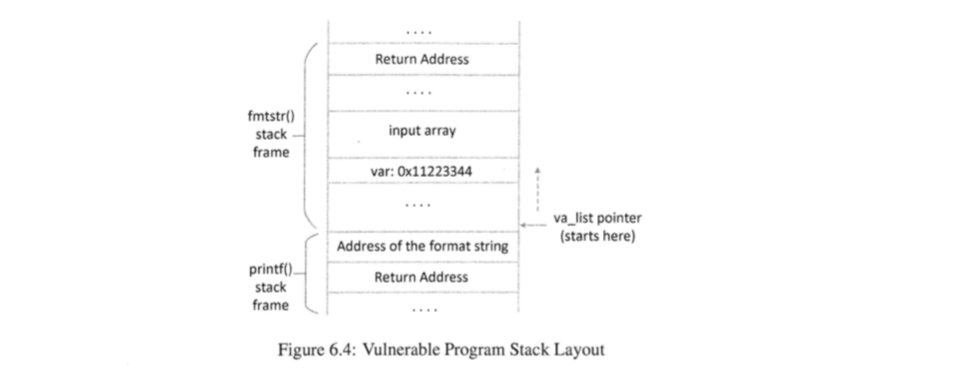 ....
Return Address
....
fmtstr()
stack
frame
input array
var: 0x11223344
....
va_list pointer
(starts here)
Address of the format string
printf()
stack
frame
Return Address
....
Figure 6.4: Vulnerable Program Stack Layout